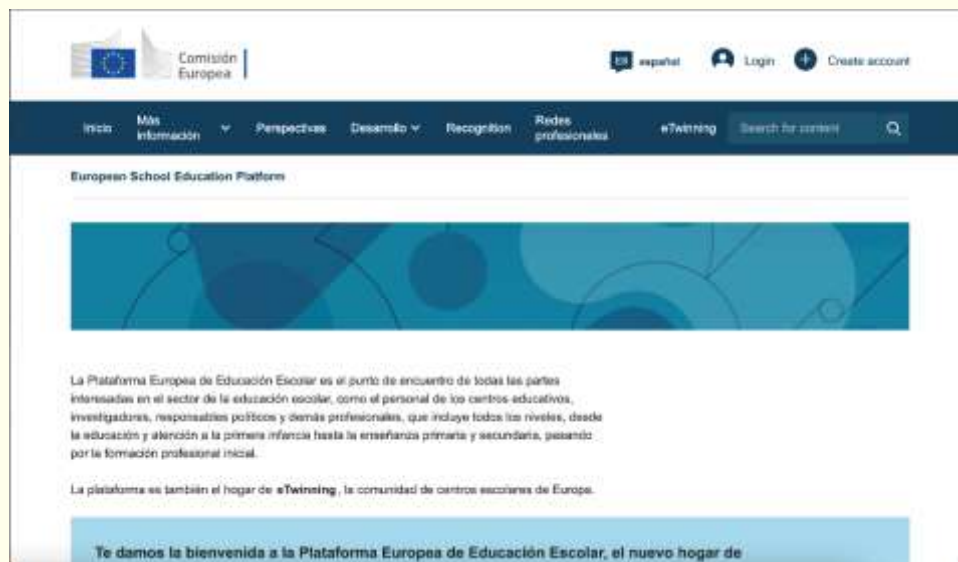 Comisión
Europea
ES español Login Create account
Inicio Más información Perspectivas Desarrollo Recognition Redes profesionales eTwinning Search for content
European School Education Platform
La Plataforma Europea de Educación Escolar es el punto de encuentro de todas las partes
interesadas en el sector de la educación escolar, como el personal de los centros educativos,
investigadores, responsables políticos y demás profesionales, que incluye todos los niveles, desde
la educación y atención a la primera infancia hasta la enseñanza primaria y secundaria, pasando
por la formación profesional inicial.
La plataforma es también el hogar de eTwinning, la comunidad de centros escolares de Europa.
Te damos la bienvenida a la Plataforma Europea de Educación Escolar, el nuevo hogar de